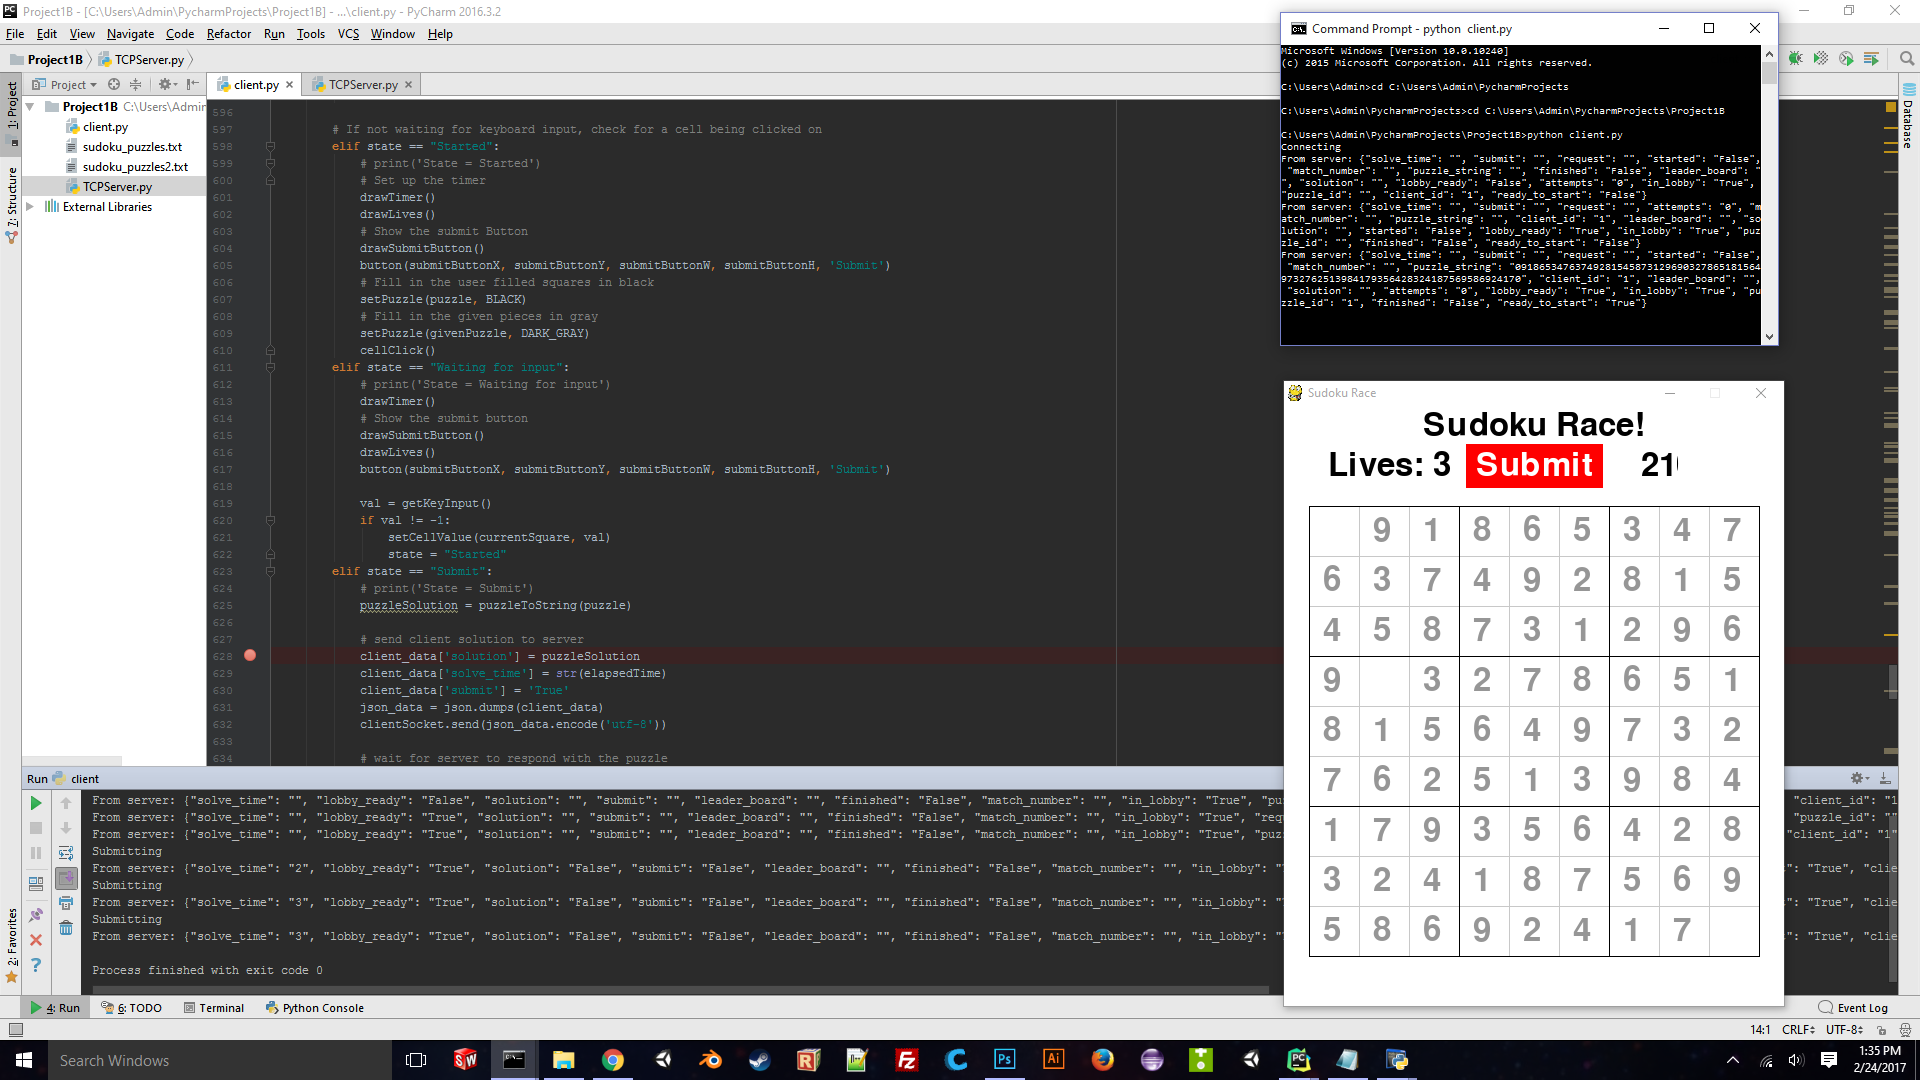 Project1B - [C:\Users\Admin\PycharmProjects\Project1B] - ...\client.py - PyCharm 2016.3.2
File Edit View Navigate Code Refactor Run Tools VCS Window Help
Project1B TCPServer.py
Project
client.py TCPServer.py
1: Project
7: Structure
2: Favorites
Database
Project1B C:\Users\Admin
client.py
sudoku_puzzles.txt
sudoku_puzzles2.txt
TCPServer.py
External Libraries
596
597 # If not waiting for keyboard input, check for a cell being clicked on
598 elif state == "Started":
599 # print('State = Started')
600 # Set up the timer
601 drawTimer()
602 drawLives()
603 # Show the submit Button
604 drawSubmitButton()
605 button(submitButtonX, submitButtonY, submitButtonW, submitButtonH, 'Submit')
606 # Fill in the user filled squares in black
607 setPuzzle(puzzle, BLACK)
608 # Fill in the given pieces in gray
609 setPuzzle(givenPuzzle, DARK_GRAY)
610 cellClick()
611 elif state == "Waiting for input":
612 # print('State = Waiting for input')
613 drawTimer()
614 # Show the submit button
615 drawSubmitButton()
616 drawLives()
617 button(submitButtonX, submitButtonY, submitButtonW, submitButtonH, 'Submit')
618
619 val = getKeyInput()
620 if val != -1:
621 setCellValue(currentSquare, val)
622 state = "Started"
623 elif state == "Submit":
624 # print('State = Submit')
625 puzzleSolution = puzzleToString(puzzle)
626
627 # send client solution to server
628 client_data['solution'] = puzzleSolution
629 client_data['solve_time'] = str(elapsedTime)
630 client_data['submit'] = 'True'
631 json_data = json.dumps(client_data)
632 clientSocket.send(json_data.encode('utf-8'))
633
634 # wait for server to respond with the puzzle
Command Prompt - python client.py
Microsoft Windows [Version 10.0.10240]
(c) 2015 Microsoft Corporation. All rights reserved.
C:\Users\Admin>cd C:\Users\Admin\PycharmProjects
C:\Users\Admin\PycharmProjects>cd C:\Users\Admin\PycharmProjects\Project1B
C:\Users\Admin\PycharmProjects\Project1B>python client.py
Connecting
From server: {"solve_time": "", "submit": "", "request": "", "started": "False",
"match_number": "", "puzzle_string": "", "finished": "False", "leader_board": "
", "solution": "", "lobby_ready": "False", "attempts": "0", "in_lobby": "True",
"puzzle_id": "", "client_id": "1", "ready_to_start": "False"}
From server: {"solve_time": "", "submit": "", "request": "", "attempts": "0", "m
atch_number": "", "puzzle_string": "", "client_id": "1", "leader_board": "", "so
lution": "", "started": "False", "lobby_ready": "True", "in_lobby": "True", "puz
zle_id": "", "finished": "False", "ready_to_start": "False"}
From server: {"solve_time": "", "submit": "", "request": "", "started": "False",
"match_number": "", "puzzle_string": "091865347637492815458731296903278651815649
7327625139841793564283241875695869241​70", "client_id": "1", "leader_board": "",
"solution": "", "attempts": "0", "lobby_ready": "True", "in_lobby": "True", "pu
zzle_id": "1", "finished": "False", "ready_to_start": "True"}
Sudoku Race
Sudoku Race!
Lives: 3 Submit 21
9 1 8 6 5 3 4 7
6 3 7 4 9 2 8 1 5
4 5 8 7 3 1 2 9 6
9 3 2 7 8 6 5 1
8 1 5 6 4 9 7 3 2
7 6 2 5 1 3 9 8 4
1 7 9 3 5 6 4 2 8
3 2 4 1 8 7 5 6 9
5 8 6 9 2 4 1 7
Run client
From server: {"solve_time": "", "lobby_ready": "False", "solution": "", "submit": "", "leader_board": "", "finished": "False", "match_number": "", "in_lobby": "True", "pu "client_id": "1
From server: {"solve_time": "", "lobby_ready": "True", "solution": "", "submit": "", "leader_board": "", "finished": "False", "match_number": "", "in_lobby": "True", "req "puzzle_id": "
From server: {"solve_time": "", "lobby_ready": "True", "solution": "", "submit": "", "leader_board": "", "finished": "False", "match_number": "", "in_lobby": "True", "puz client_id": "1"
Submitting
From server: {"solve_time": "2", "lobby_ready": "True", "solution": "False", "submit": "False", "leader_board": "", "finished": "False", "match_number": "", "in_lobby": " ": "True", "clie
Submitting
From server: {"solve_time": "3", "lobby_ready": "True", "solution": "False", "submit": "False", "leader_board": "", "finished": "False", "match_number": "", "in_lobby": " ": "True", "clie
Submitting
From server: {"solve_time": "3", "lobby_ready": "True", "solution": "False", "submit": "False", "leader_board": "", "finished": "False", "match_number": "", "in_lobby": " ": "True", "clie
Process finished with exit code 0
4: Run 6: TODO Terminal Python Console Event Log
14:1 CRLF UTF-8
Search Windows
1:35 PM
2/24/2017